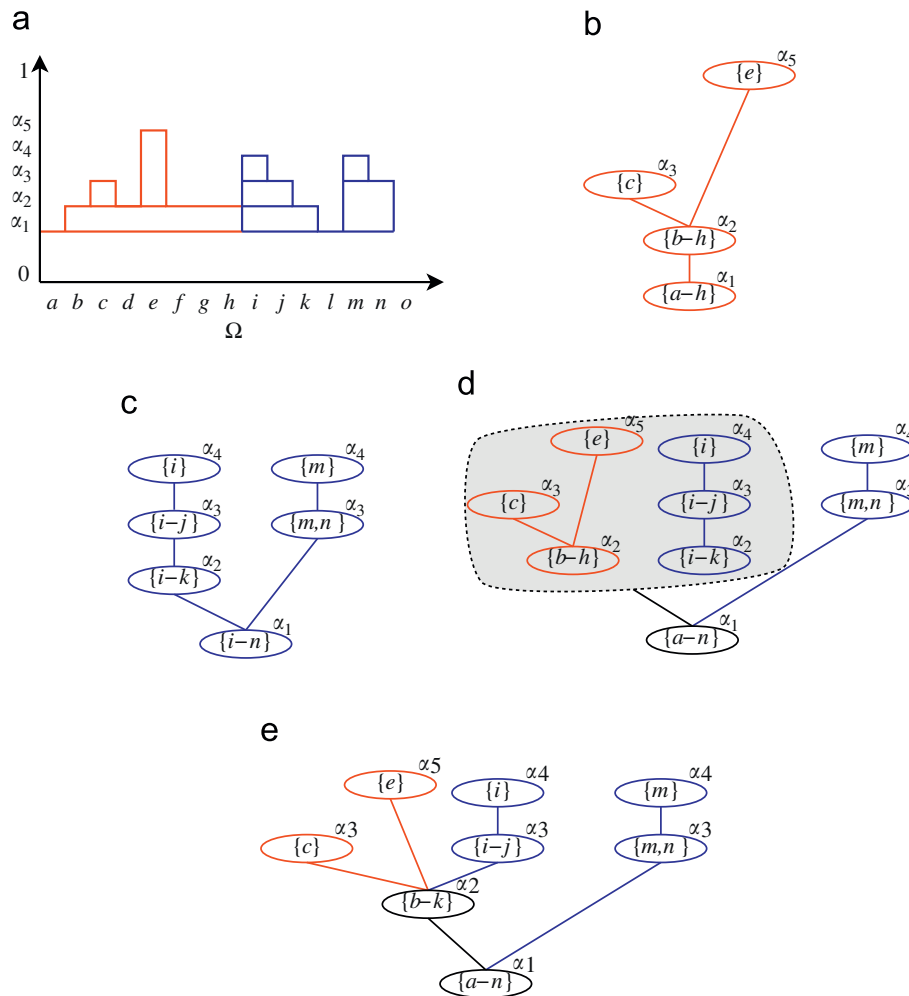 a
1
α5
α4
α3
α2
α1
0
a b c d e f g h i j k l m n o
Ω
b
{e} α5
{c} α3
{b–h} α2
{a–h} α1
c
{i} α4
{m} α4
{i–j} α3
{m,n} α3
{i–k} α2
{i–n} α1
d
{e} α5
{i} α4
{m} α4
{c} α3
{i–j} α3
{m,n}
{b–h} α2
{i–k} α2
{a–n} α1
e
{e} α5
{i} α4
{m} α4
{c} α3
{i–j} α3
{m,n} α3
{b–k} α2
{a–n} α1